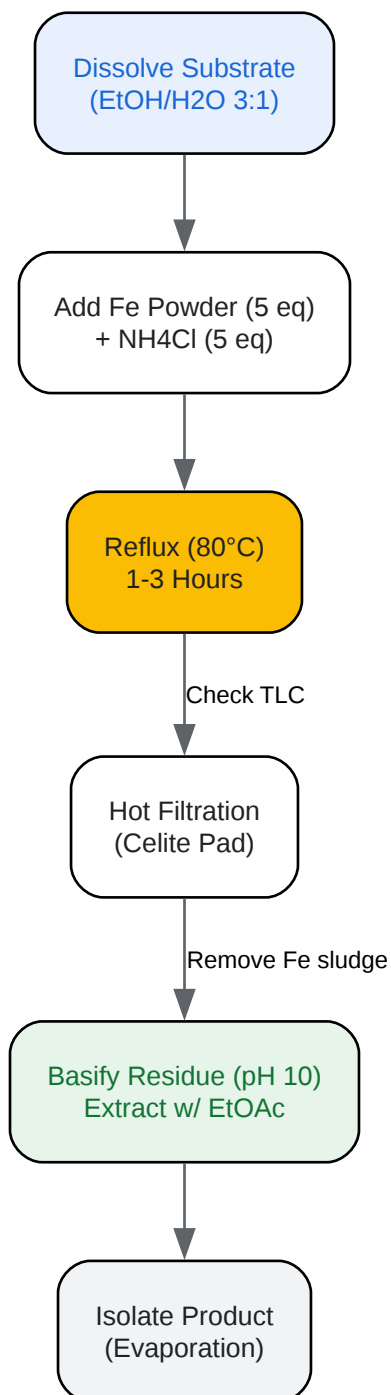 Dissolve Substrate
(EtOH/H2O 3:1)
Add Fe Powder (5 eq)
+ NH4Cl (5 eq)
Reflux (80°C)
1-3 Hours
Check TLC
Hot Filtration
(Celite Pad)
Remove Fe sludge
Basify Residue (pH 10)
Extract w/ EtOAc
Isolate Product
(Evaporation)